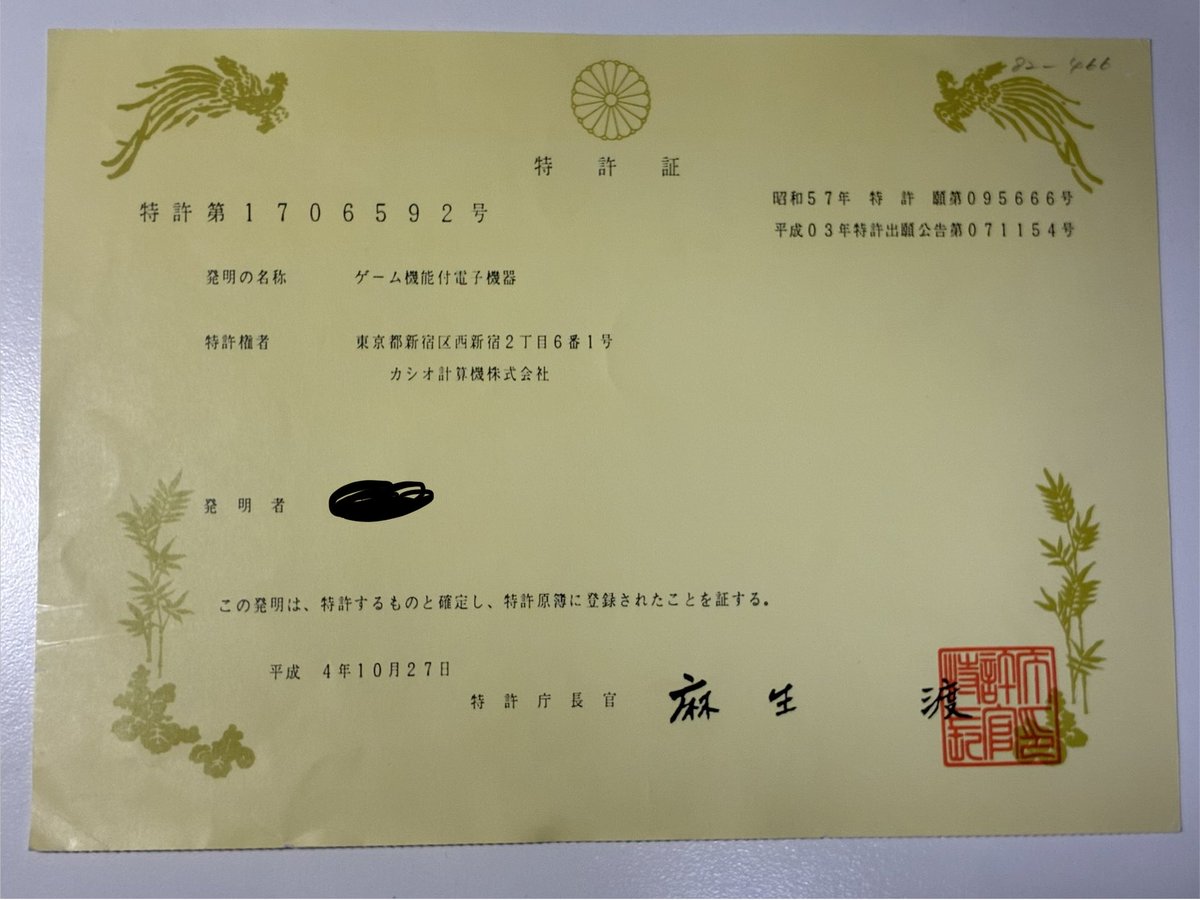 82-466
特許証
特許第1706592号
昭和57年 特許 願第095666号
平成03年特許出願公告第071154号
発明の名称 ゲーム機能付電子機器
特許権者 東京都新宿区西新宿2丁目6番1号
カシオ計算機株式会社
発明者
この発明は、特許するものと確定し、特許原簿に登録されたことを証する。
平成 4年10月27日
特許庁長官 麻生 渡